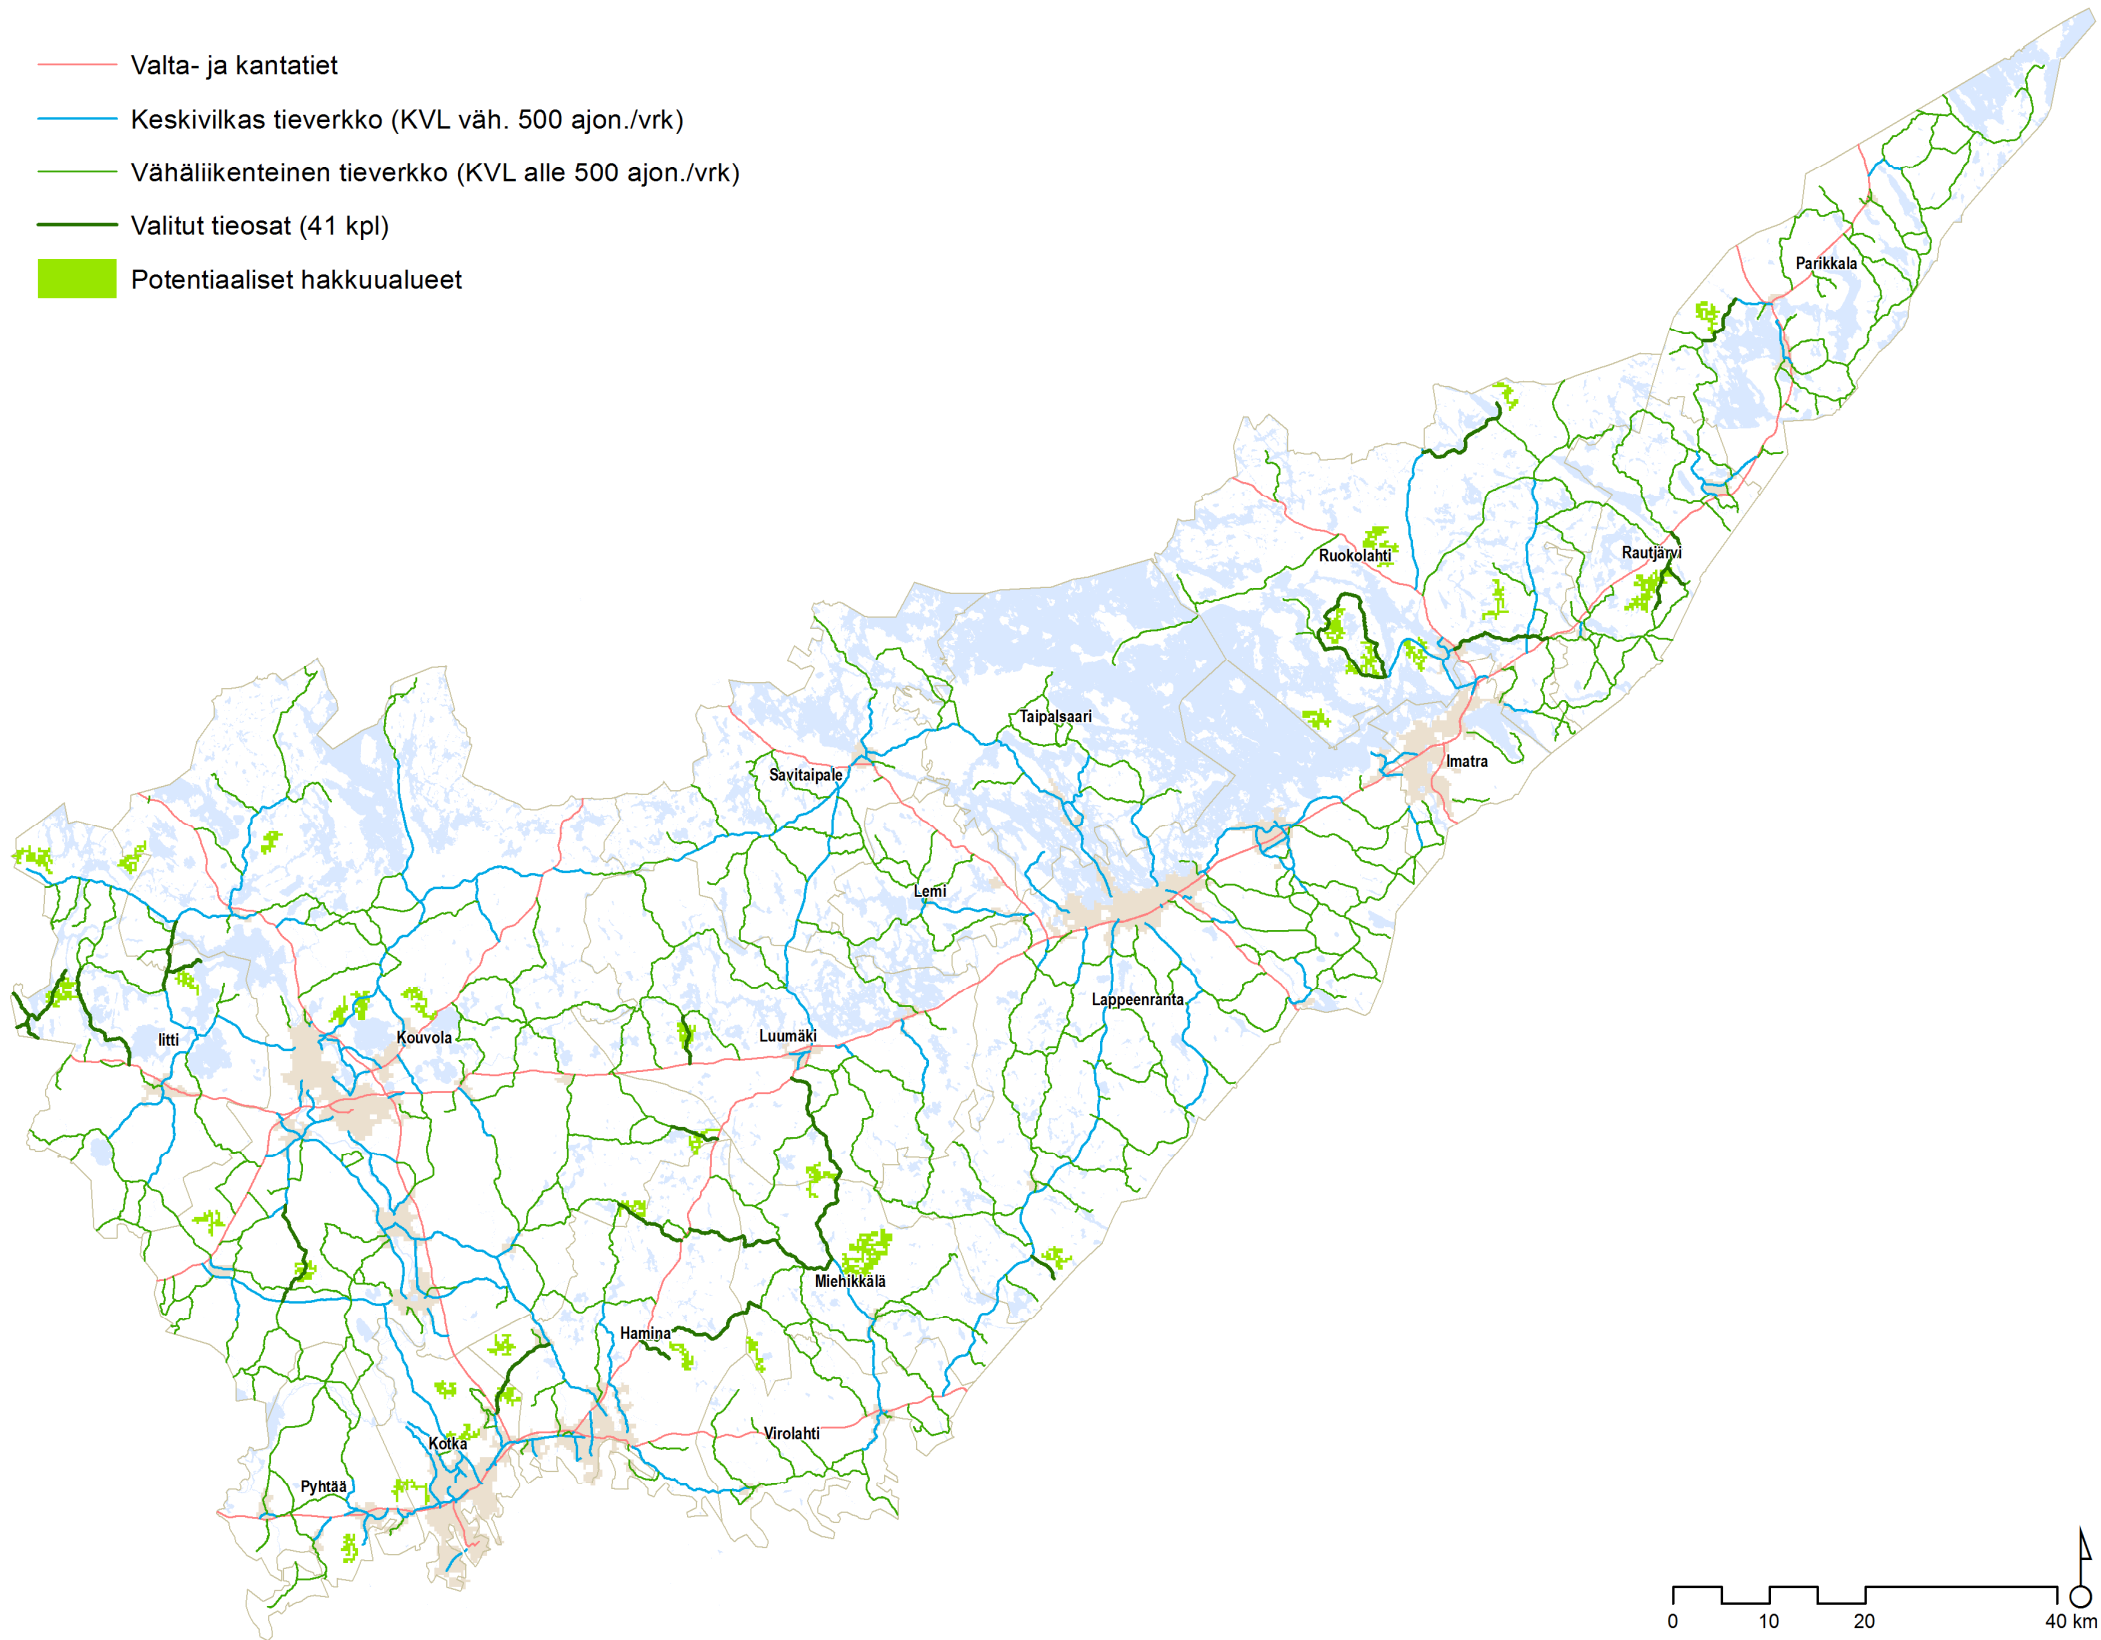 Valta- ja kantatiet
Keskivilkas tieverkko (KVL väh. 500 ajon./vrk)
Vähäliikenteinen tieverkko (KVL alle 500 ajon./vrk)
Valitut tieosat (41 kpl)
Potentiaaliset hakkuualueet
Parikkala
Rautjärvi
Ruokolahti
Taipalsaari
Imatra
Savitaipale
Lemi
Lappeenranta
Luumäki
Iitti
Kouvola
Miehikkälä
Hamina
Virolahti
Kotka
Pyhtää
0 10 20 40 km